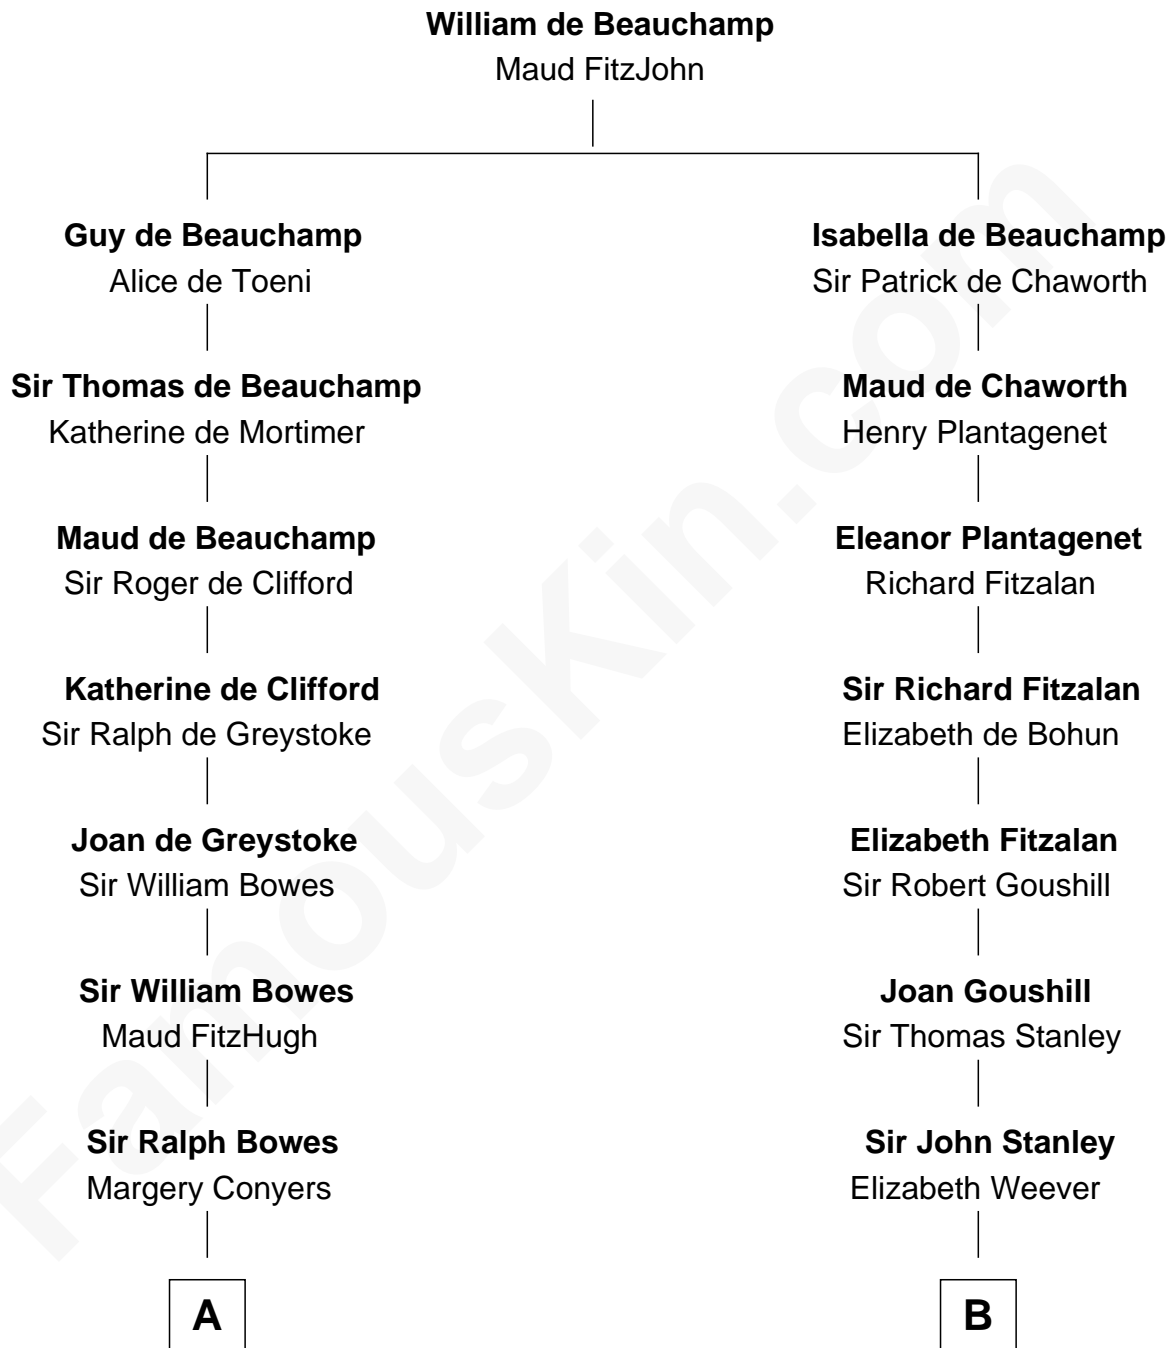 William de Beauchamp
Maud FitzJohn
Guy de Beauchamp
Alice de Toeni
Isabella de Beauchamp
Sir Patrick de Chaworth
Sir Thomas de Beauchamp
Katherine de Mortimer
Maud de Chaworth
Henry Plantagenet
Maud de Beauchamp
Sir Roger de Clifford
Eleanor Plantagenet
Richard Fitzalan
Katherine de Clifford
Sir Ralph de Greystoke
Sir Richard Fitzalan
Elizabeth de Bohun
Joan de Greystoke
Sir William Bowes
Elizabeth Fitzalan
Sir Robert Goushill
Sir William Bowes
Maud FitzHugh
Joan Goushill
Sir Thomas Stanley
Sir Ralph Bowes
Margery Conyers
Sir John Stanley
Elizabeth Weever
A
B
FamousKin.com